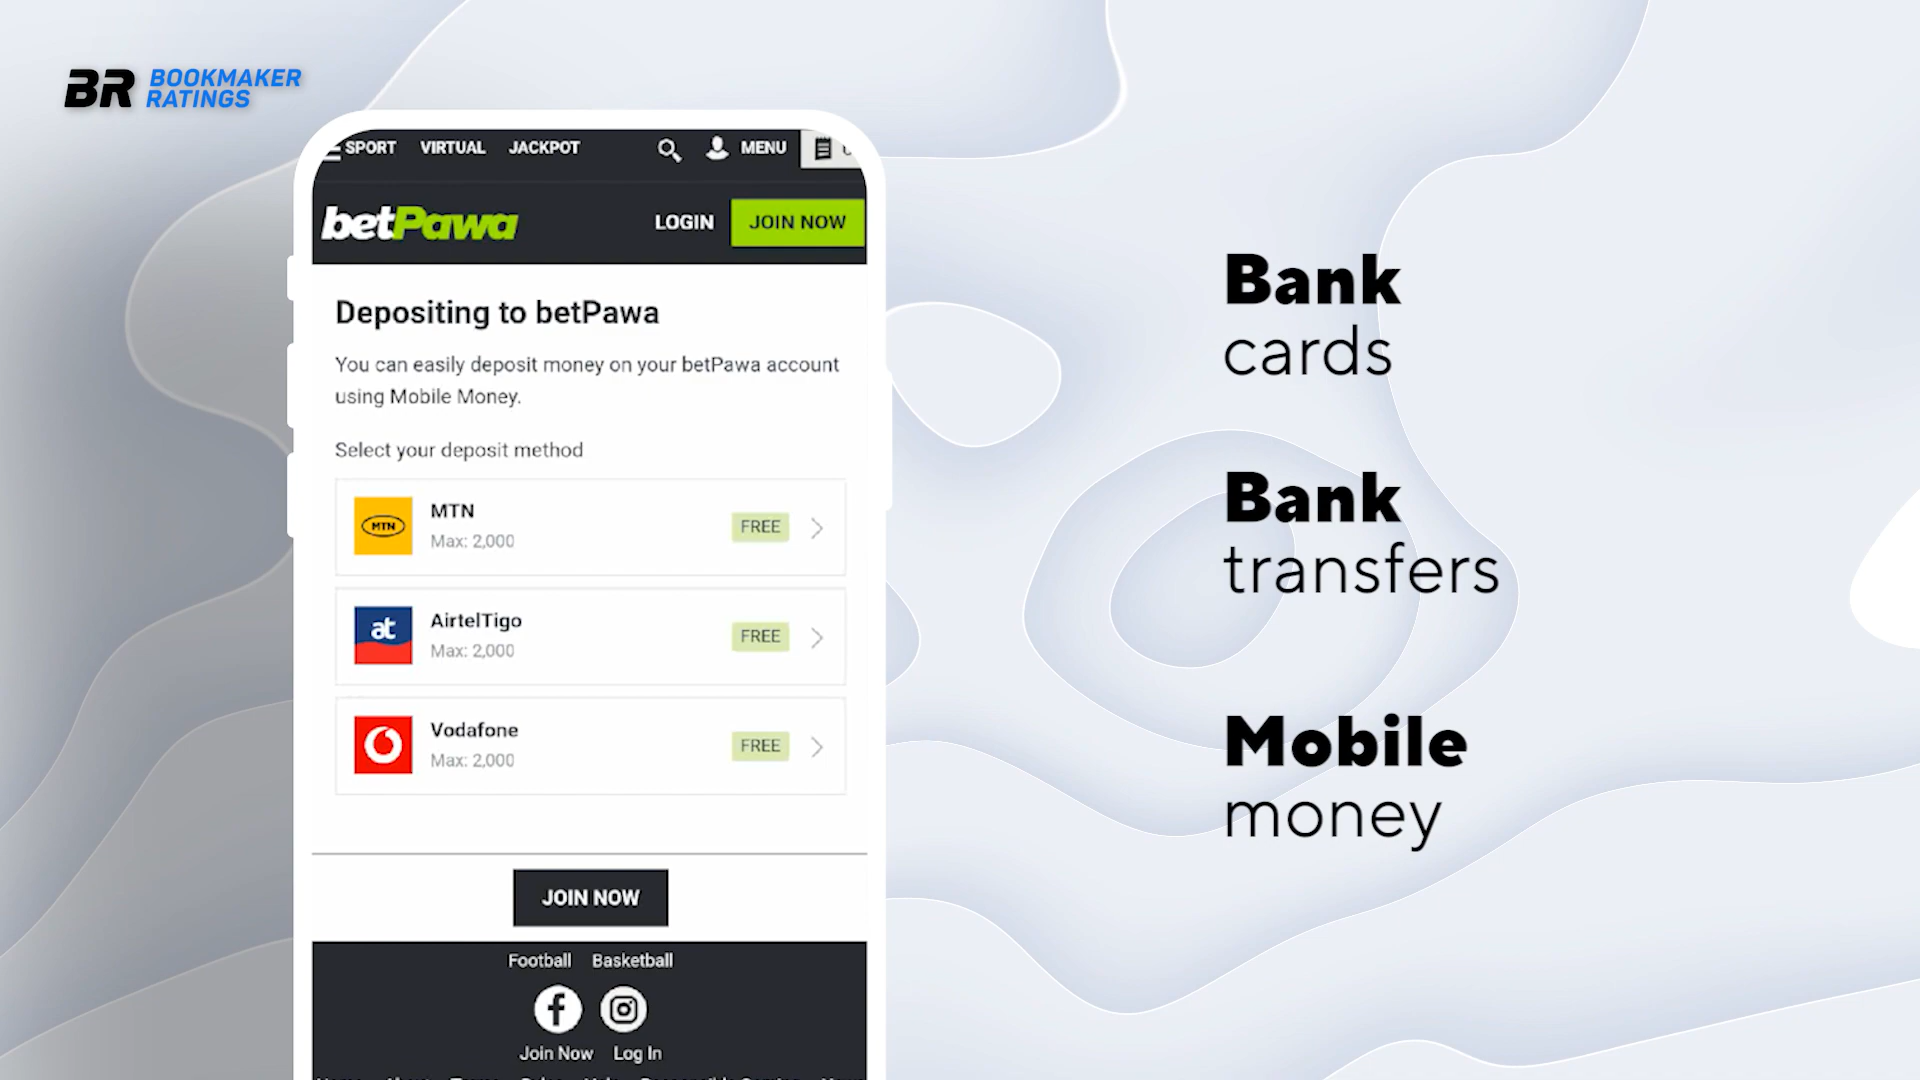 BR BOOKMAKER
RATINGS
SPORT VIRTUAL JACKPOT MENU
betPawa LOGIN JOIN NOW
Depositing to betPawa
You can easily deposit money on your betPawa account
using Mobile Money.
Select your deposit method
MTN
MTN
Max: 2,000
FREE
at
AirtelTigo
Max: 2,000
FREE
Vodafone
Max: 2,000
FREE
JOIN NOW
Football Basketball
Join Now Log In
Bank
cards
Bank
transfers
Mobile
money